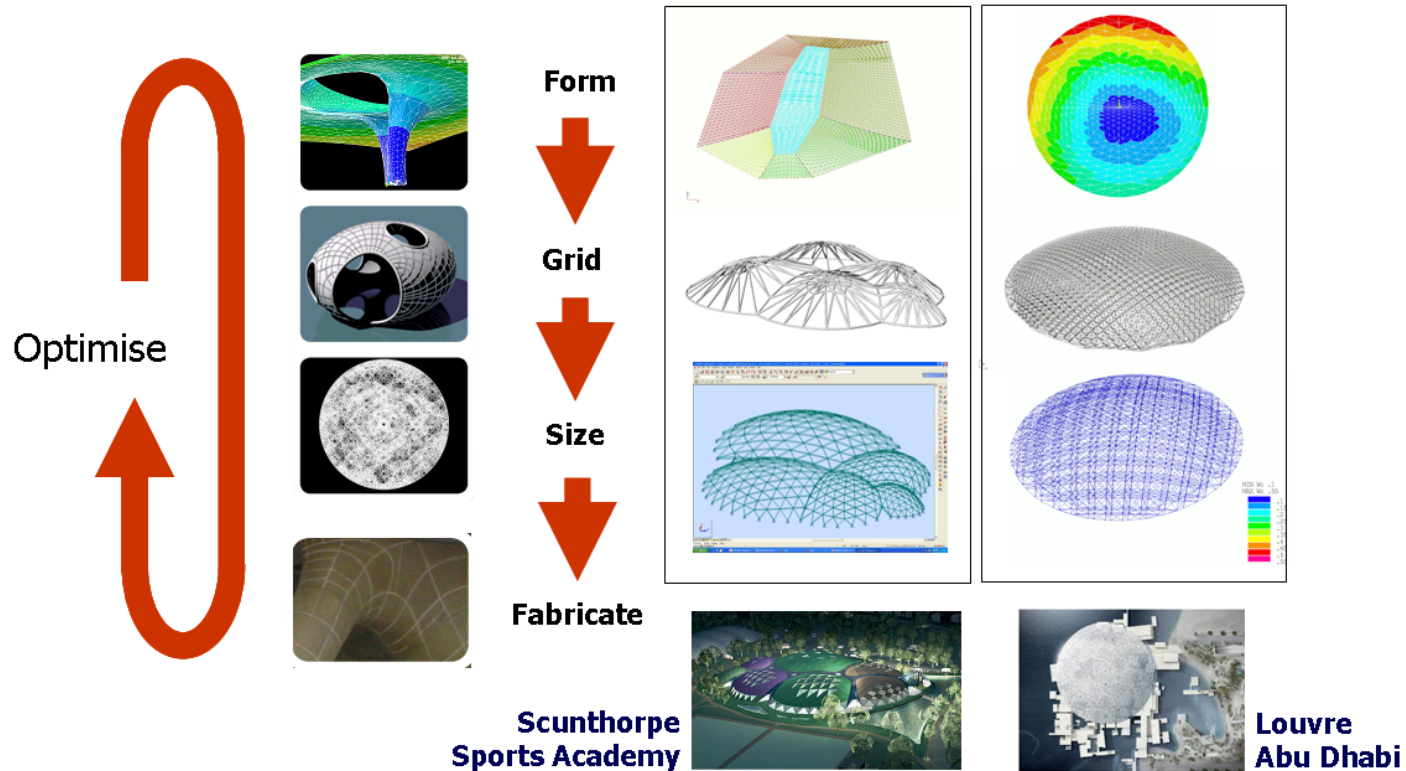 Form
Grid
Optimise
Size
Fabricate
Scunthorpe
Sports Academy
Louvre
Abu Dhabi